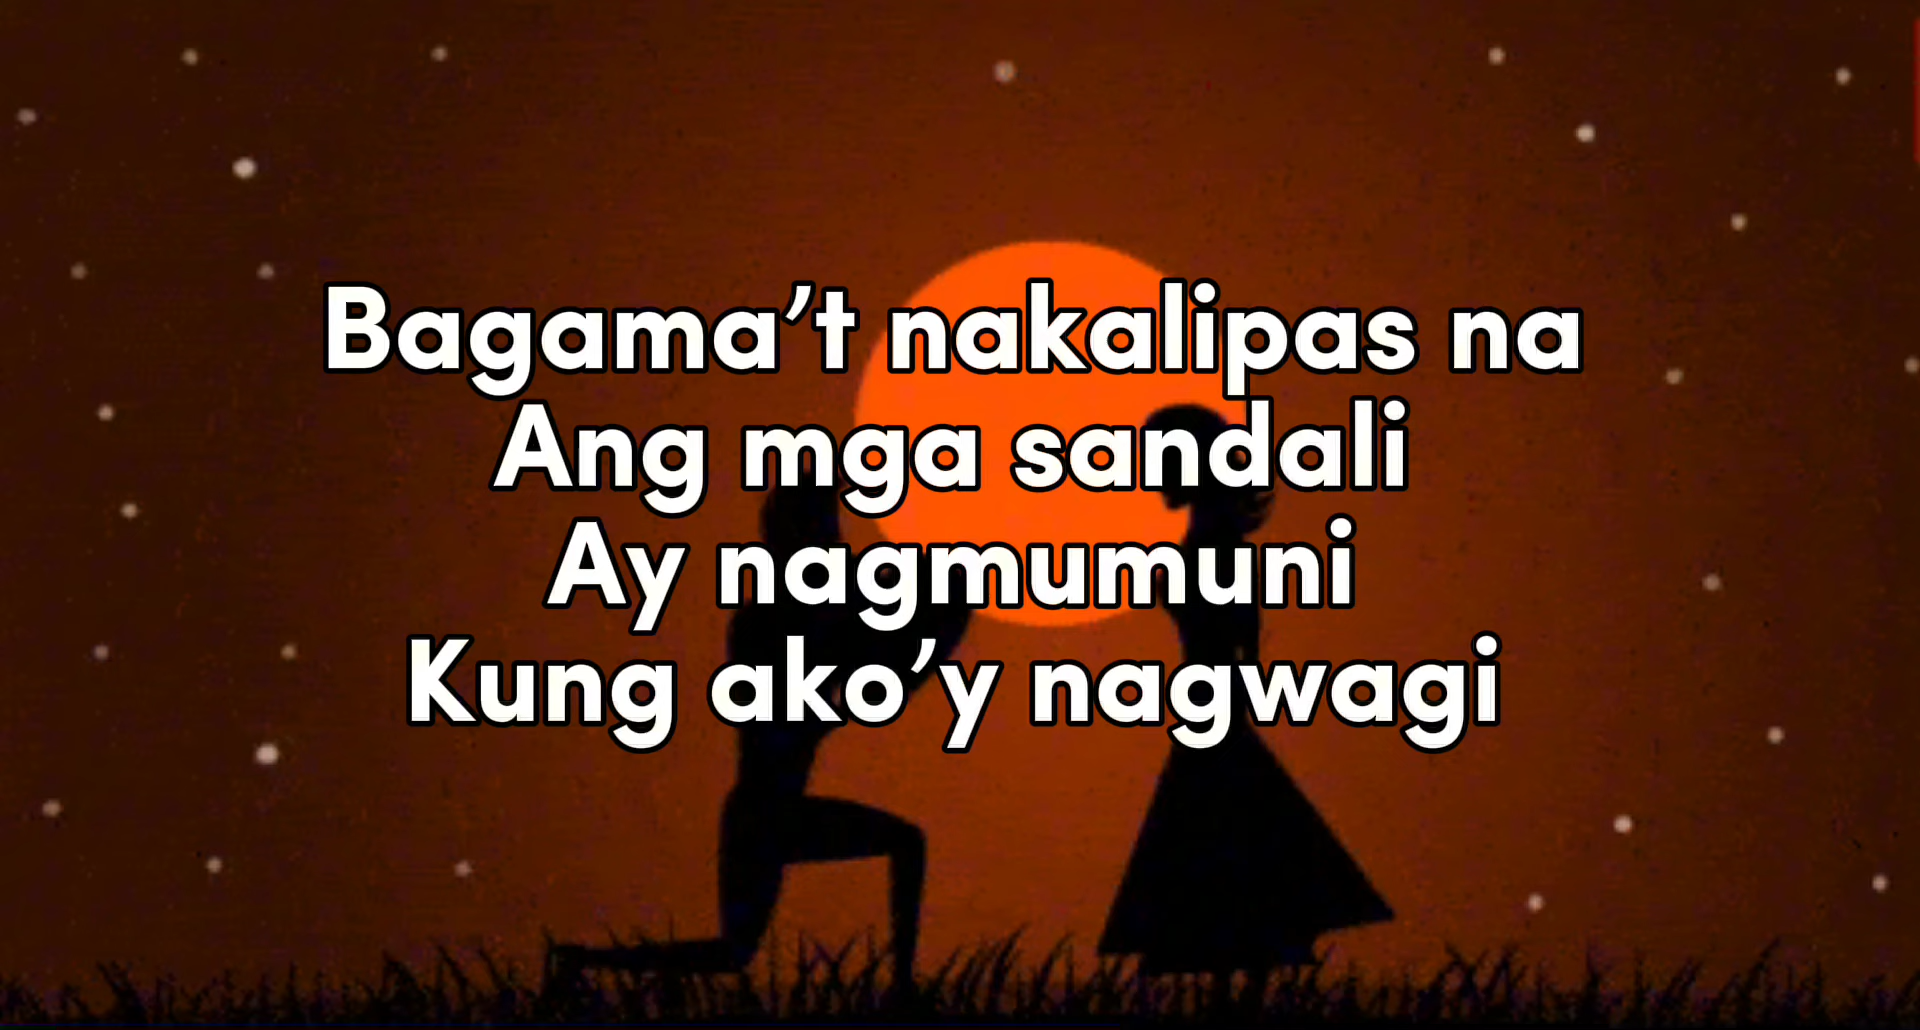 Bagama’t nakalipas na
Ang mga sandali
Ay nagmumuni
Kung ako’y nagwagi